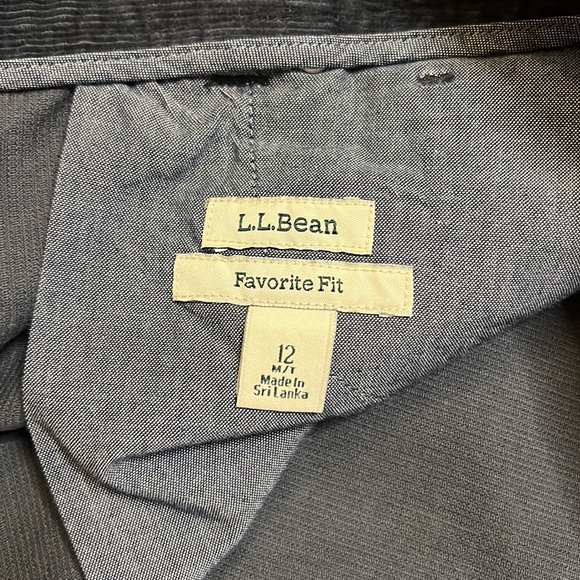 L.L.Bean
Favorite Fit
12
M/T
Made In
Sri Lanka